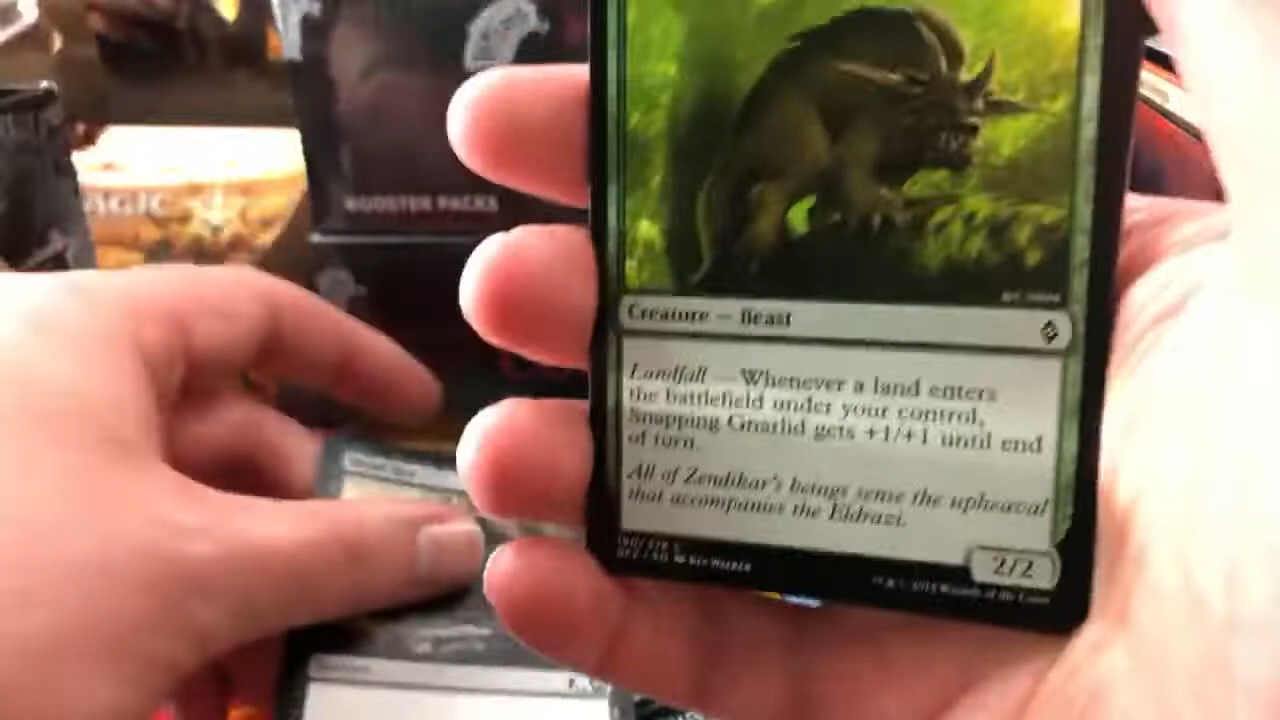 MAGIC
BOOSTER PACKS
Creature — Beast
Landfall — Whenever a land enters
the battlefield under your control,
Snapping Gnarlid gets +1/+1 until end
of turn.
All of Zendikar's beings sense the upheaval
that accompanies the Eldrazi.
2/2